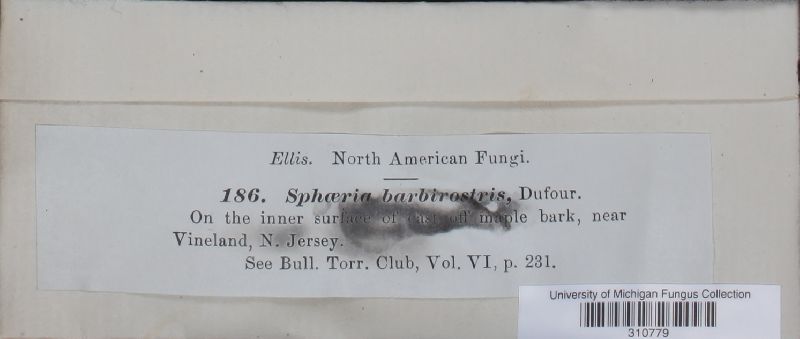 Ellis. North American Fungi.
186. Sphæria barbirostris, Dufour.
On the inner surface of cast off maple bark, near
Vineland, N. Jersey.
See Bull. Torr. Club, Vol. VI, p. 231.
University of Michigan Fungus Collection
310779